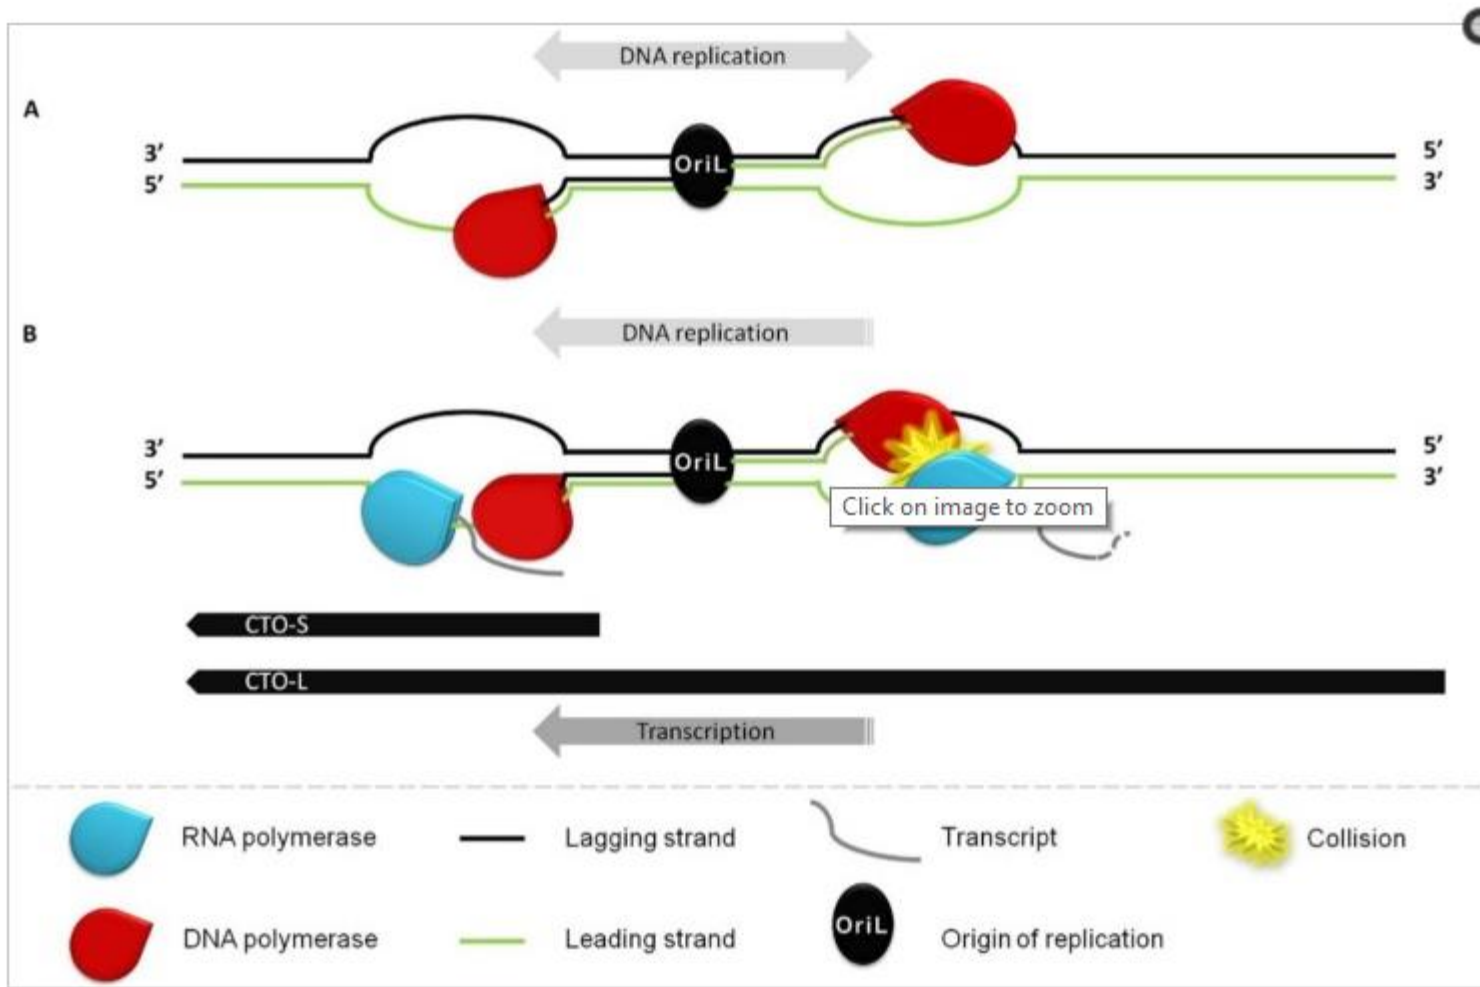 DNA replication
A
3'
5'
OriL
5'
3'
DNA replication
B
3'
5'
OriL
5'
3'
Click on image to zoom
CTO-S
CTO-L
Transcription
RNA polymerase
Lagging strand
Transcript
Collision
DNA polymerase
Leading strand
OriL
Origin of replication